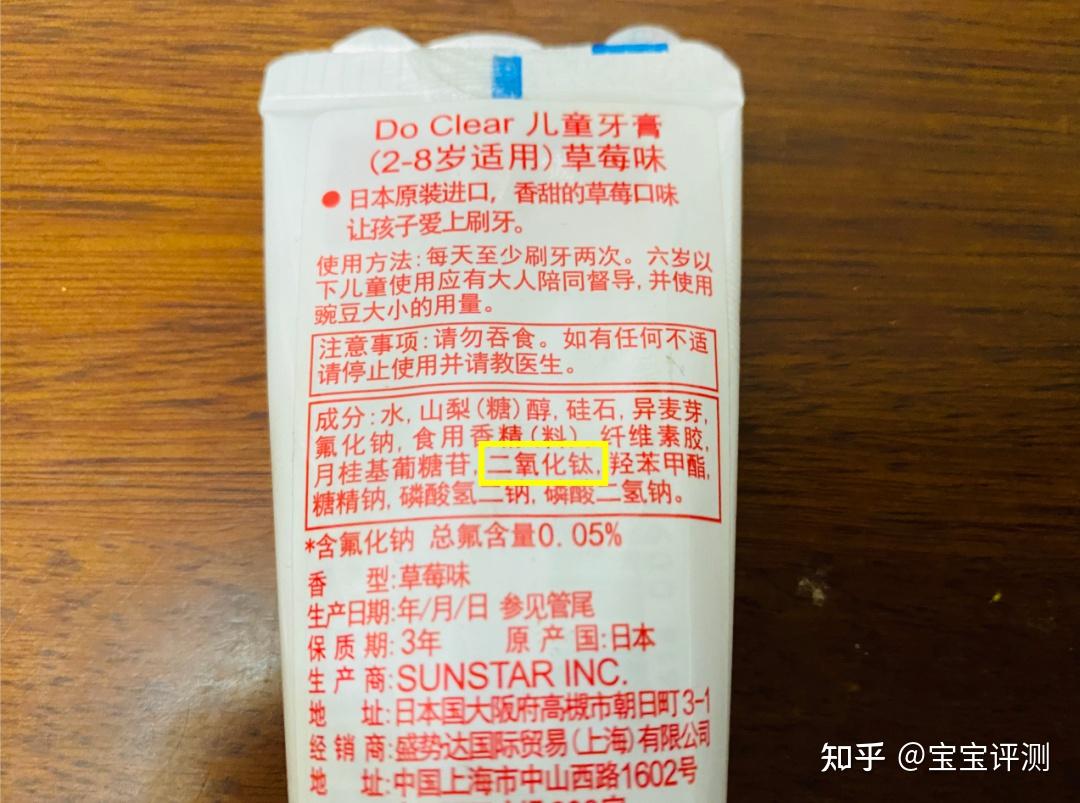 Do Clear 儿童牙膏
(2-8岁适用)草莓味
● 日本原装进口, 香甜的草莓口味
让孩子爱上刷牙。
使用方法:每天至少刷牙两次。六岁以
下儿童使用应有大人陪同督导,并使用
豌豆大小的用量。
注意事项:请勿吞食。如有任何不适
请停止使用并请教医生。
成分:水,山梨(糖)醇,硅石,异麦芽,
氟化钠,食用香精(料),纤维素胶,
月桂基葡糖苷,二氧化钛,羟苯甲酯,
糖精钠,磷酸氢二钠,磷酸二氢钠。
*含氟化钠 总氟含量0.05%
香 型:草莓味
生产日期:年/月/日 参见管尾
保质期:3年 原产国:日本
生产商:SUNSTAR INC.
地 址:日本国大阪府高槻市朝日町3-1
经销商:盛势达国际贸易(上海)有限公司
地 址:中国上海市中山西路1602号
知乎 @宝宝评测